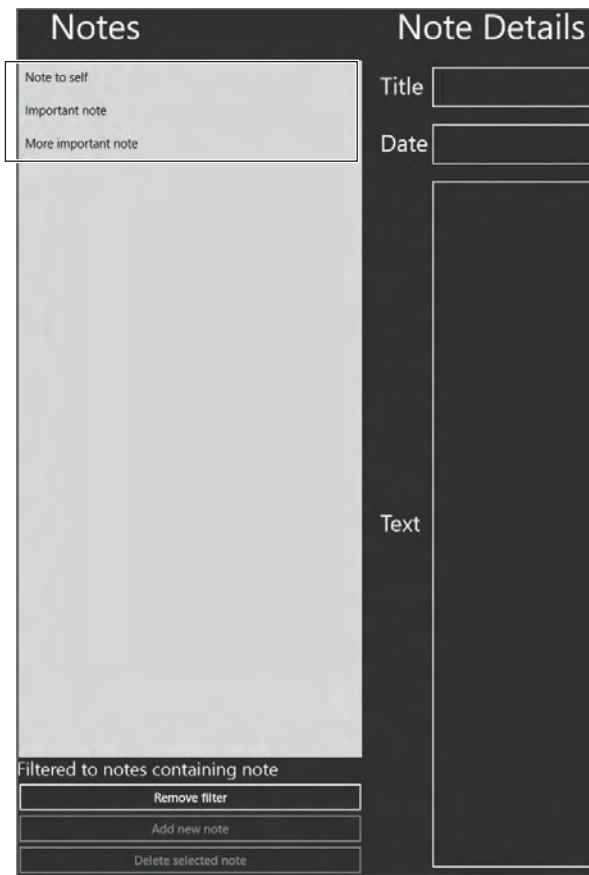 Notes
Note to self
Important note
More important note
Filtered to notes containing note
Remove filter
Add new note
Delete selected note
Note Details
Title
Date
Text